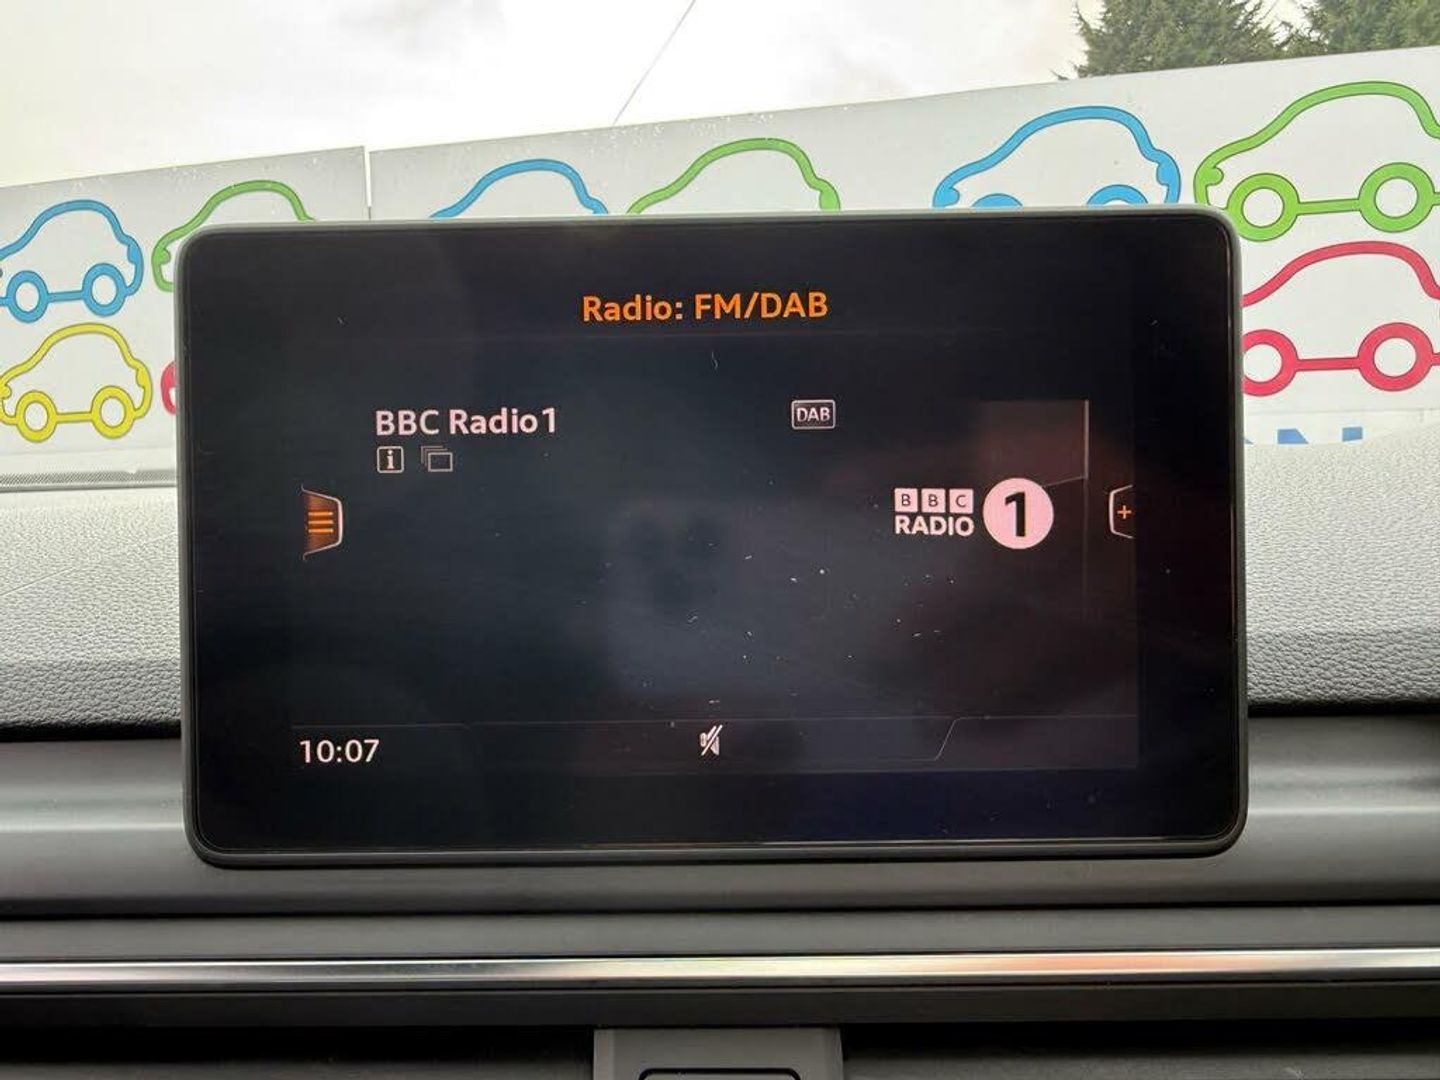 Radio: FM/DAB
BBC Radio1
DAB
i
BBC
RADIO
1
+
10:07